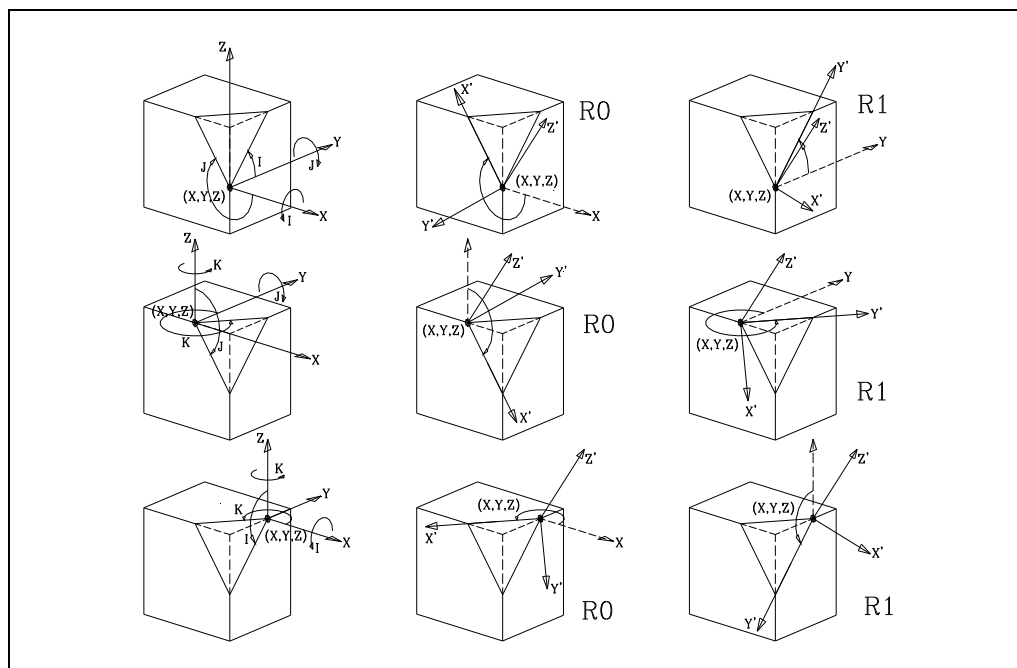 Z
Y
J
I
J
(X,Y,Z)
I
X
X'
R0
Z'
(X,Y,Z)
X
Y'
Y'
R1
Z'
Y
(X,Y,Z)
X'
Z
K
Y
J
(X,Y,Z)
K
J
X
Z'
Y'
(X,Y,Z)
R0
X'
Z'
Y
Y'
(X,Y,Z)
X'
R1
Z
K
K
Y
(X,Y,Z)
I
I
X
Z'
(X,Y,Z)
X'
X
Y'
R0
Z'
(X,Y,Z)
X'
Y'
R1